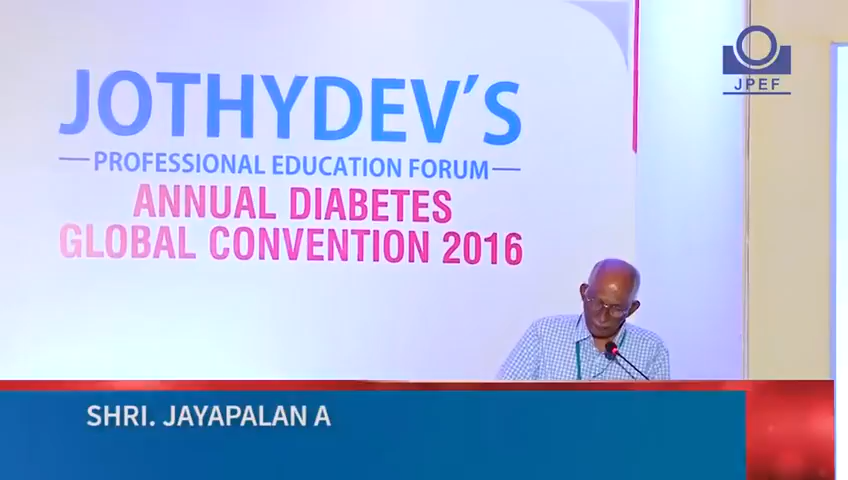 JPEF
JOTHYDEV'S
PROFESSIONAL EDUCATION FORUM
ANNUAL DIABETES
GLOBAL CONVENTION 2016
SHRI. JAYAPALAN A